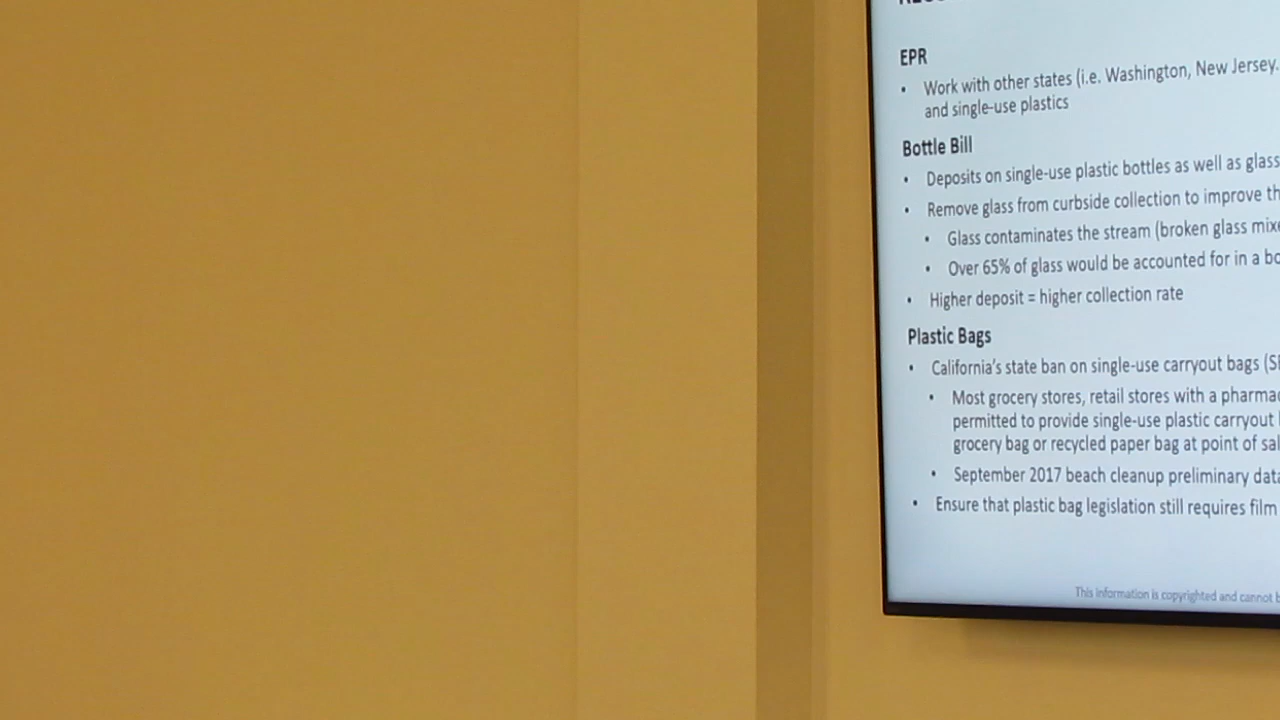 EPR
• Work with other states (i.e. Washington, New Jersey.
and single-use plastics
Bottle Bill
• Deposits on single-use plastic bottles as well as glass
• Remove glass from curbside collection to improve
• Glass contaminates the stream (broken glass
• Over 65% of glass would be accounted for in a
• Higher deposit = higher collection rate
Plastic Bags
• California's state ban on single-use carryout bags
• Most grocery stores, retail stores with a
permitted to provide single-use plastic carryout
grocery bag or recycled paper bag at point of
• September 2017 beach cleanup preliminary
• Ensure that plastic bag legislation still requires film
This information is copyrighted and cannot